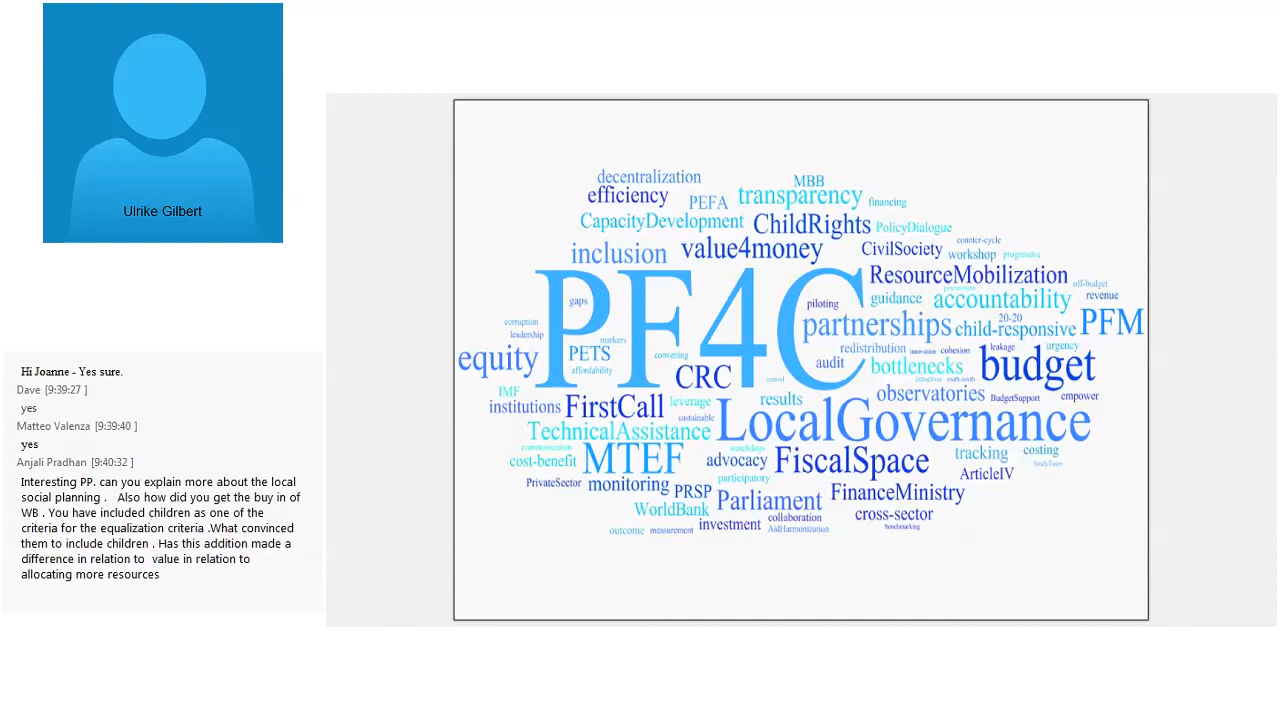 Ulrike Gilbert
Hi Joanne - Yes sure.
Dave [9:39:27 ]
yes
Matteo Valenza [9:39:40 ]
yes
Anjali Pradhan [9:40:32 ]
Interesting PP. can you explain more about the local
social planning .   Also how did you get the buy in of
WB . You have included children as one of the
criteria for the equalization criteria .What convinced
them to include children . Has this addition made a
difference in relation to  value in relation to
allocating more resources
decentralization
MBB
efficiency
PEFA
transparency
financing
CapacityDevelopment
ChildRights
PolicyDialogue
inclusion
value4money
CivilSociety
counter-cycle
workshop
progressive
PF4C
ResourceMobilization
off-budget
gaps
piloting
guidance
accountability
revenue
corruption
leadership
partnerships
20-20
child-responsive
PFM
markers
PETS
convening
redistribution
innovation
cohesion
leakage
urgency
equity
affordability
CRC
audit
bottlenecks
budget
control
south-south
IMF
institutions
FirstCall
leverage
results
observatories
BudgetSupport
empower
sustainable
TechnicalAssistance
LocalGovernance
communication
watchdogs
cost-benefit
MTEF
advocacy
FiscalSpace
tracking
costing
StudyTours
PrivateSector
monitoring
participatory
ArticleIV
PRSP
Parliament
FinanceMinistry
WorldBank
collaboration
cross-sector
outcome
measurement
investment
AidHarmonization
benchmarking